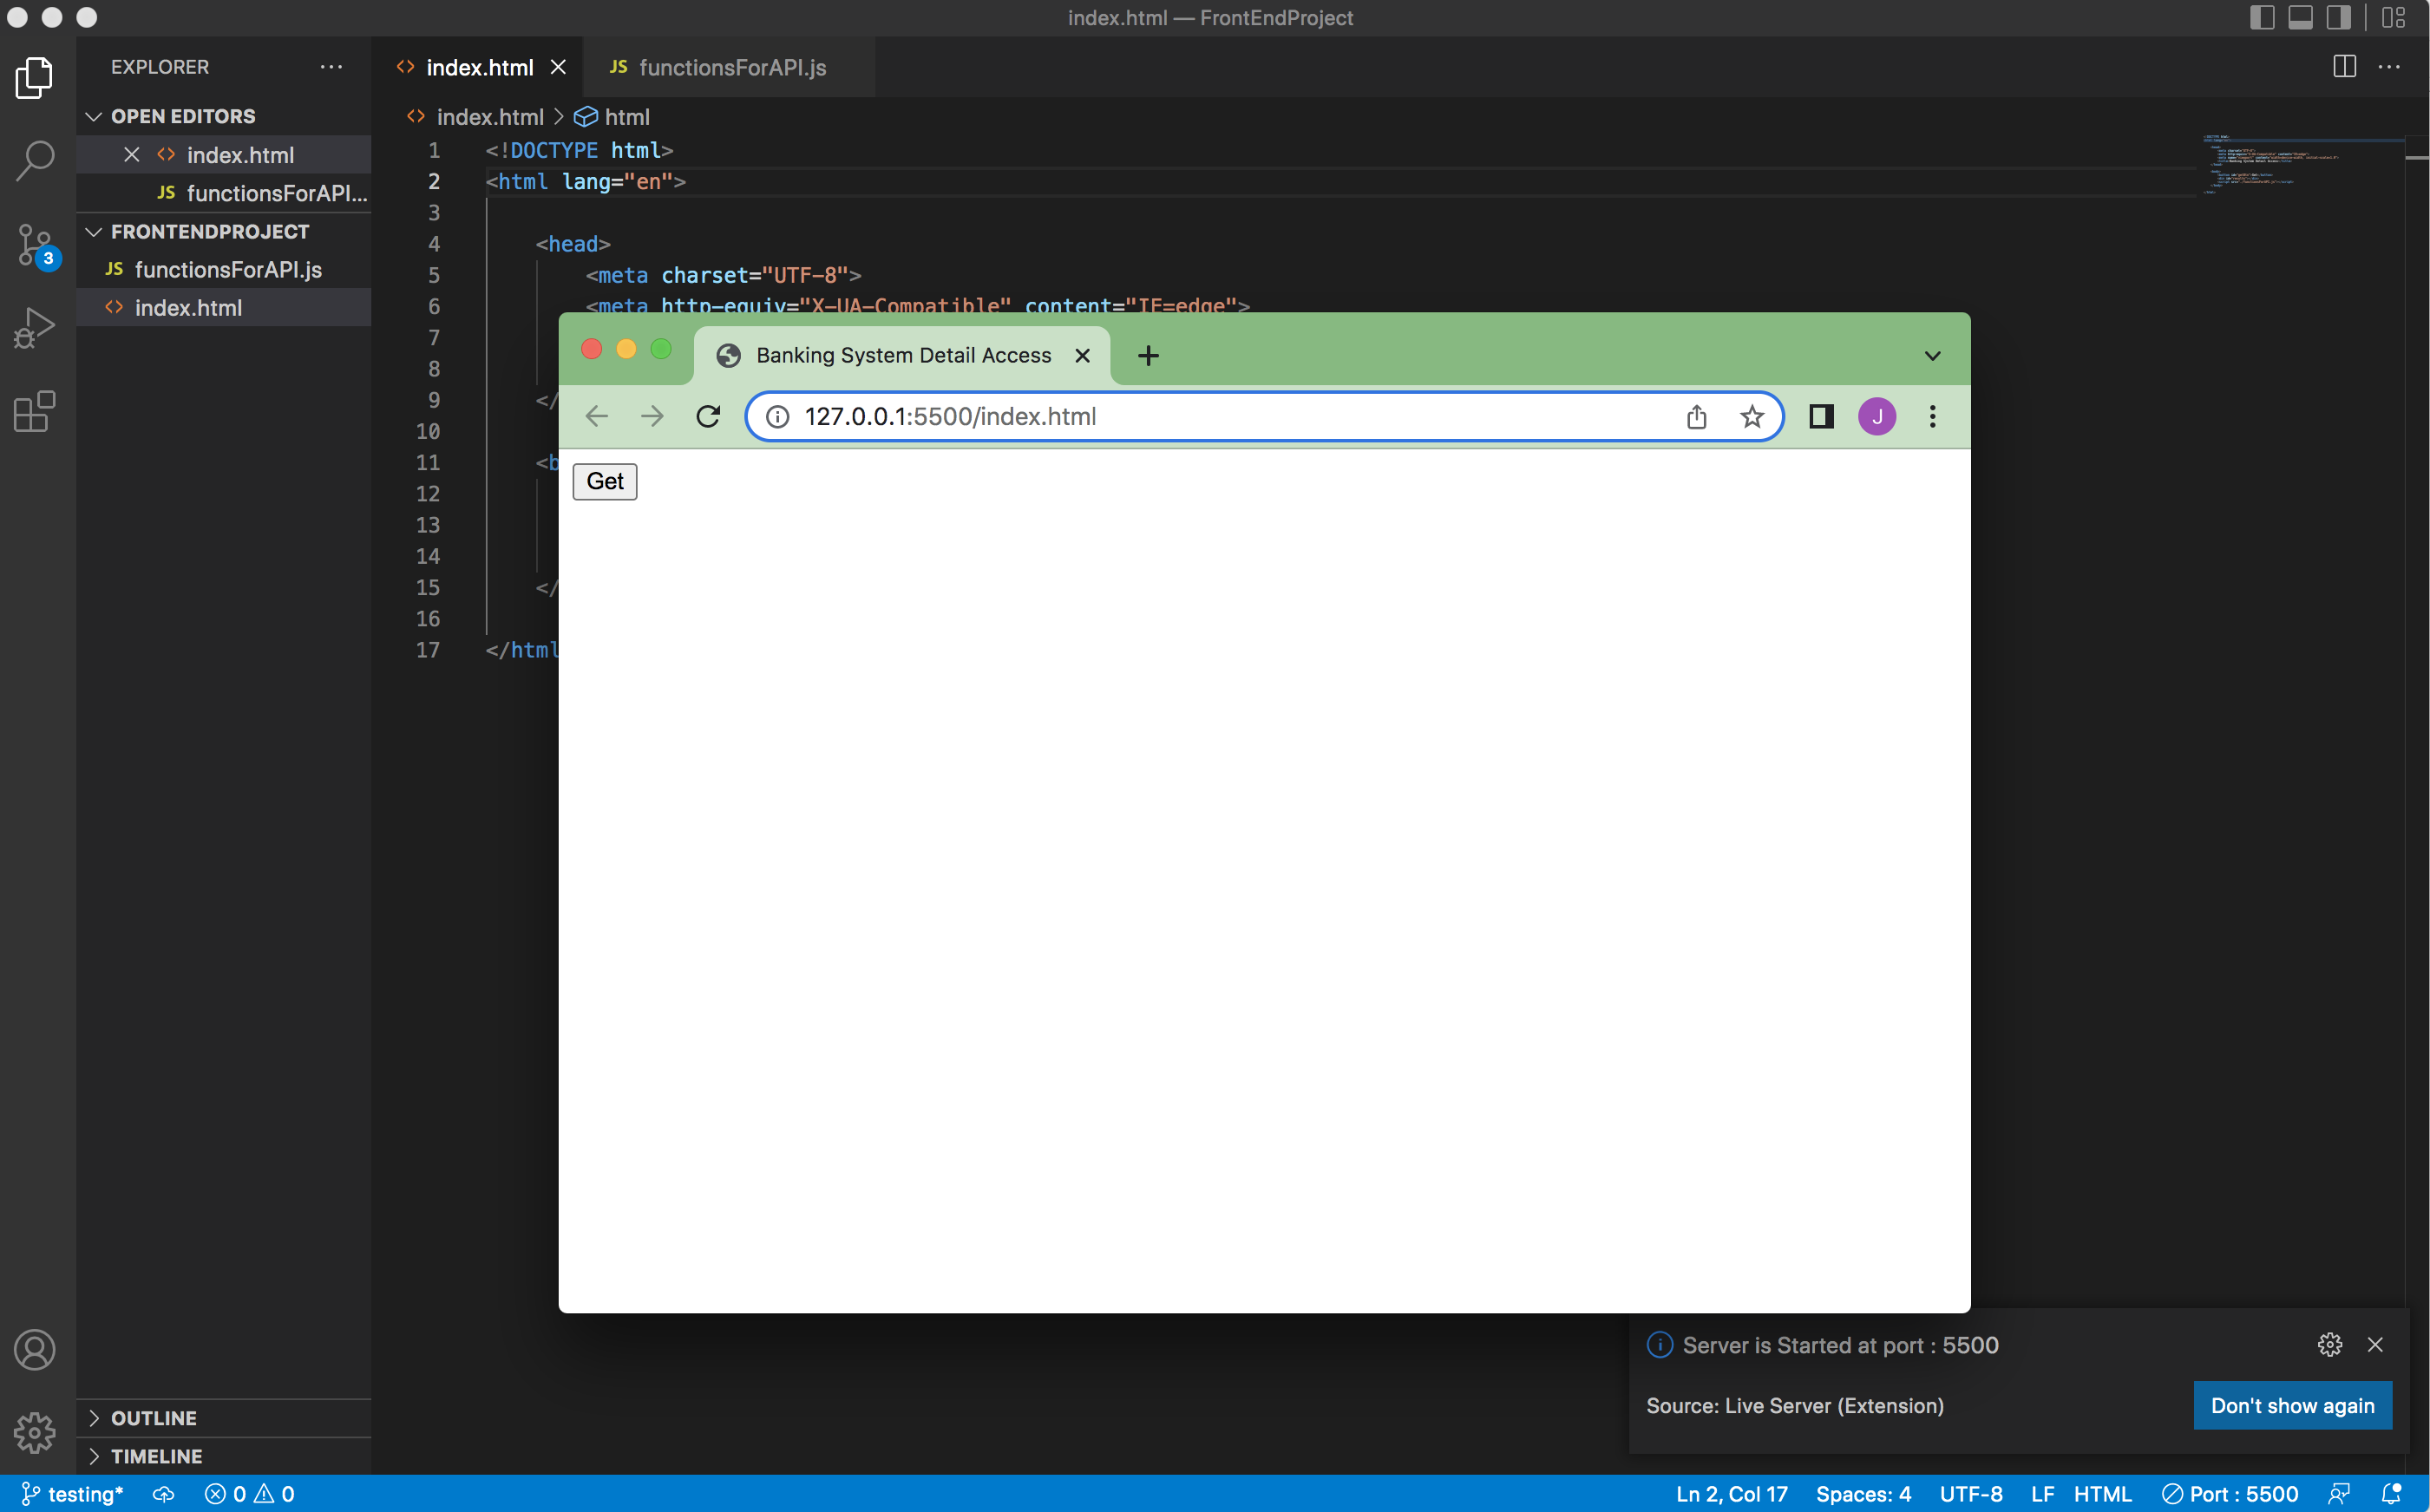 index.html — FrontEndProject
EXPLORER
index.html
JS functionsForAPI.js
OPEN EDITORS
index.html
JS functionsForAPI...
FRONTENDPROJECT
JS functionsForAPI.js
index.html
3
index.html > html
1 <!DOCTYPE html>
2 <html lang="en">
3
4 <head>
5 <meta charset="UTF-8">
6 <meta http-equiv="X-UA-Compatible" content="IE=edge">
7
8
9 </
10
11 <b
12
13
14
15 </
16
17 </html
Banking System Detail Access
127.0.0.1:5500/index.html
J
Get
Server is Started at port : 5500
Source: Live Server (Extension)
Don't show again
OUTLINE
TIMELINE
testing* 0 0
Ln 2, Col 17 Spaces: 4 UTF-8 LF HTML Port : 5500